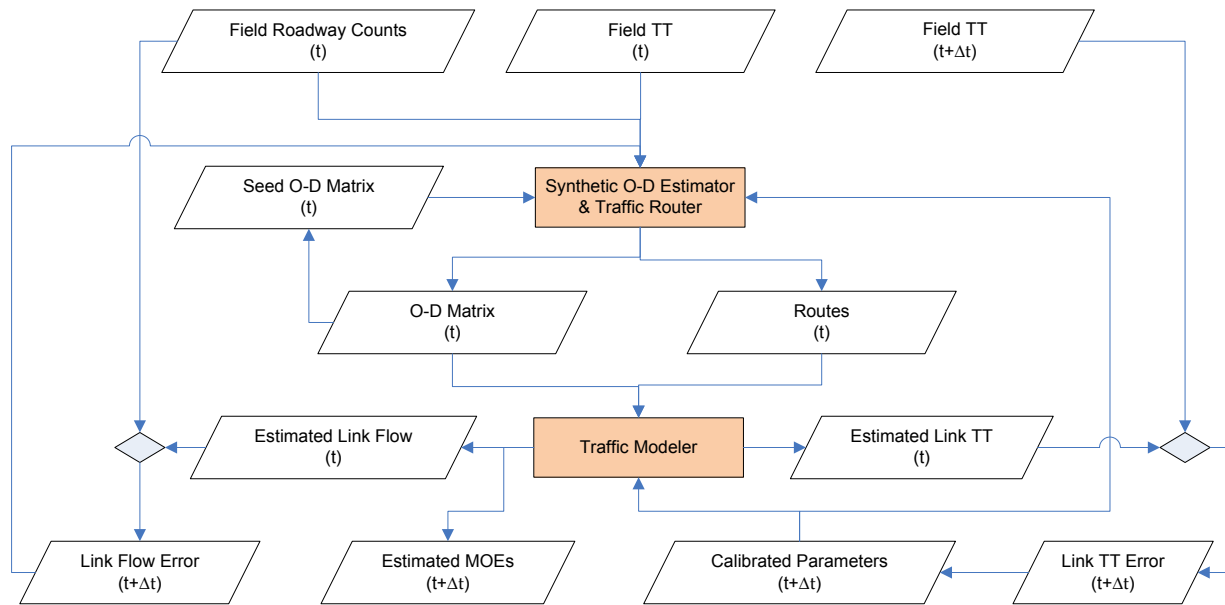 Field Roadway Counts
(t)
Field TT
(t)
Field TT
(t+Δt)
Seed O-D Matrix
(t)
Synthetic O-D Estimator
& Traffic Router
O-D Matrix
(t)
Routes
(t)
Estimated Link Flow
(t)
Traffic Modeler
Estimated Link TT
(t)
Link Flow Error
(t+Δt)
Estimated MOEs
(t+Δt)
Calibrated Parameters
(t+Δt)
Link TT Error
(t+Δt)